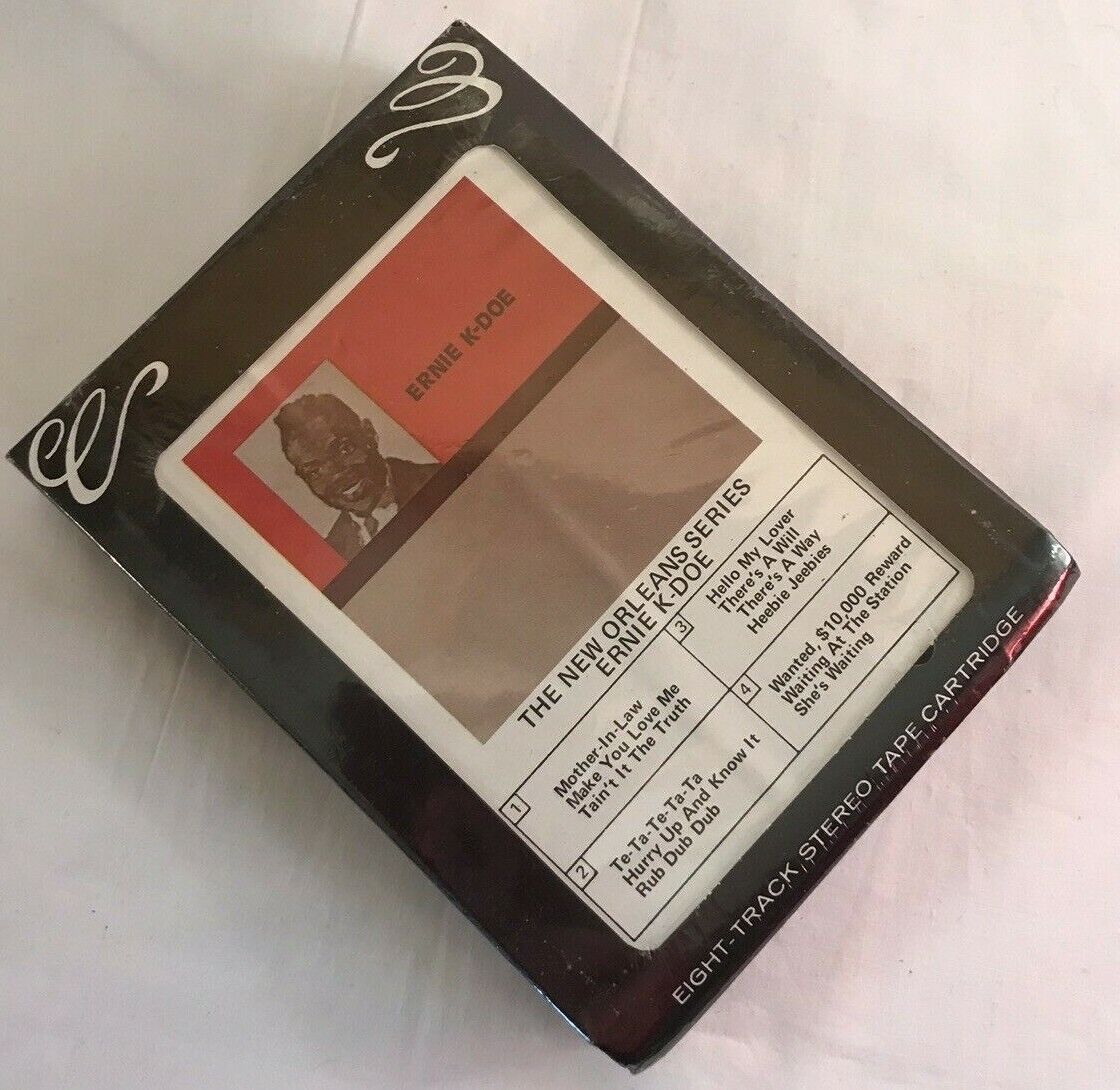 ERNIE K-DOE
THE NEW ORLEANS SERIES
ERNIE K-DOE
1
Mother-In-Law
Make You Love Me
Tain't It The Truth
2
Te-Ta-Te-Ta-Ta
Hurry Up And Know It
Rub Dub Dub
3
Hello My Lover
There's A Will
There's A Way
Heebie Jeebies
4
Wanted, $10,000 Reward
Waiting At The Station
She's Waiting
EIGHT-TRACK STEREO TAPE CARTRIDGE